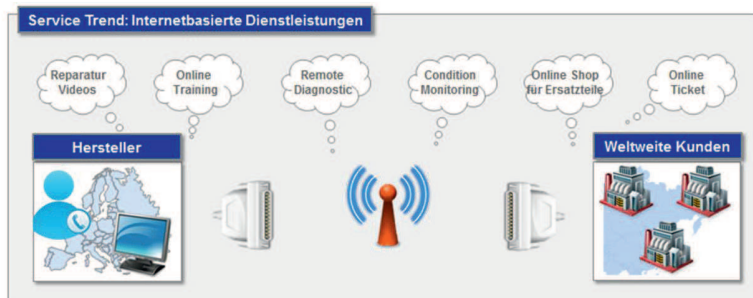 Service Trend: Internetbasierte Dienstleistungen
Reparatur
Videos
Online
Training
Remote
Diagnostic
Condition
Monitoring
Online Shop
für Ersatzteile
Online
Ticket
Hersteller
Weltweite Kunden